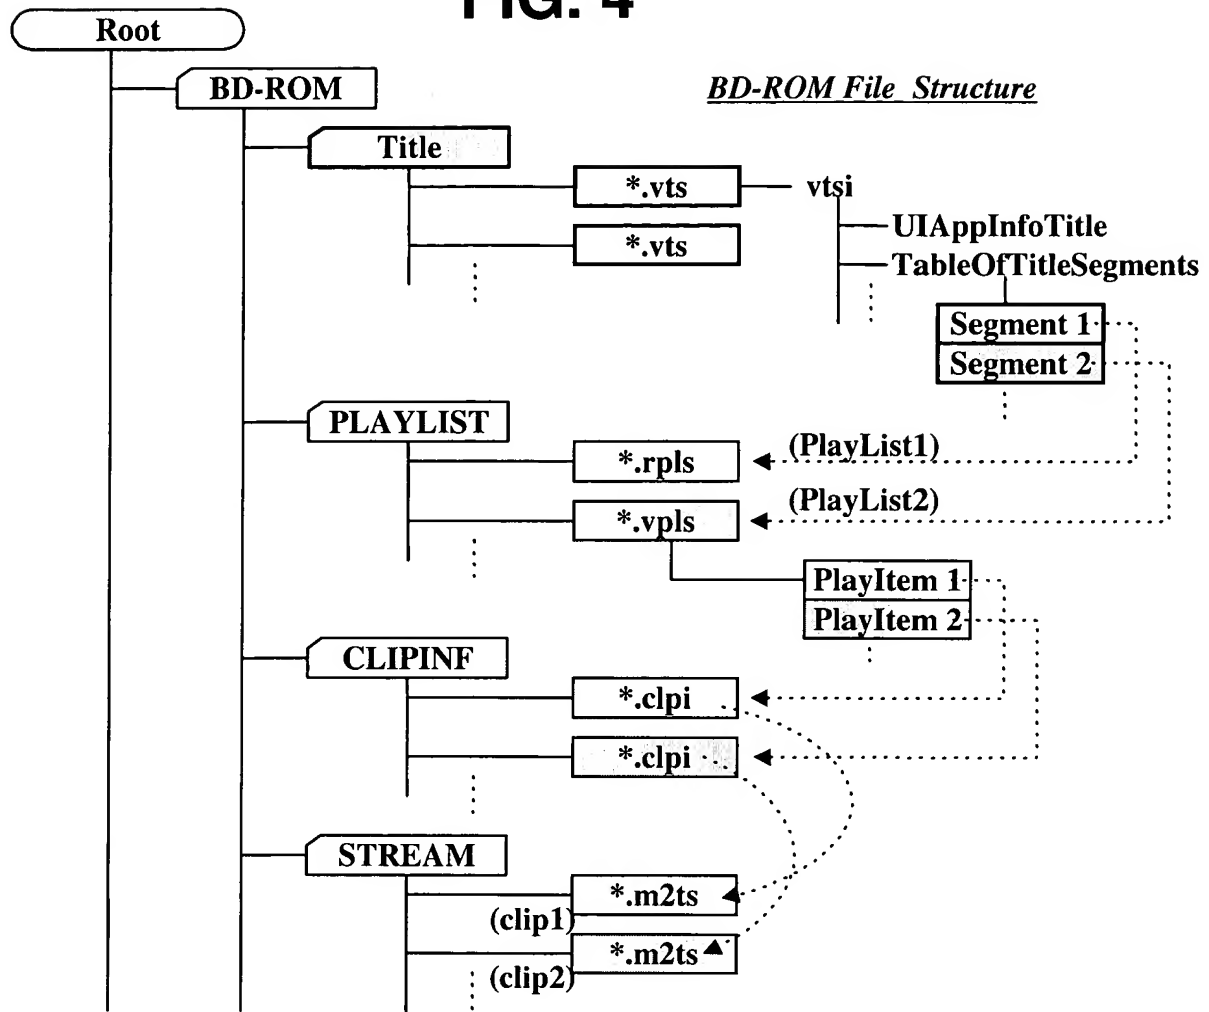 FIG. 4
Root
BD-ROM
BD-ROM File Structure
Title
*.vts
vtsi
UIAppInfoTitle
*.vts
TableOfTitleSegments
Segment 1
Segment 2
PLAYLIST
*.rpls
(PlayList1)
*.vpls
(PlayList2)
PlayItem 1
PlayItem 2
CLIPINF
*.clpi
*.clpi
STREAM
*.m2ts
(clip1)
*.m2ts
(clip2)